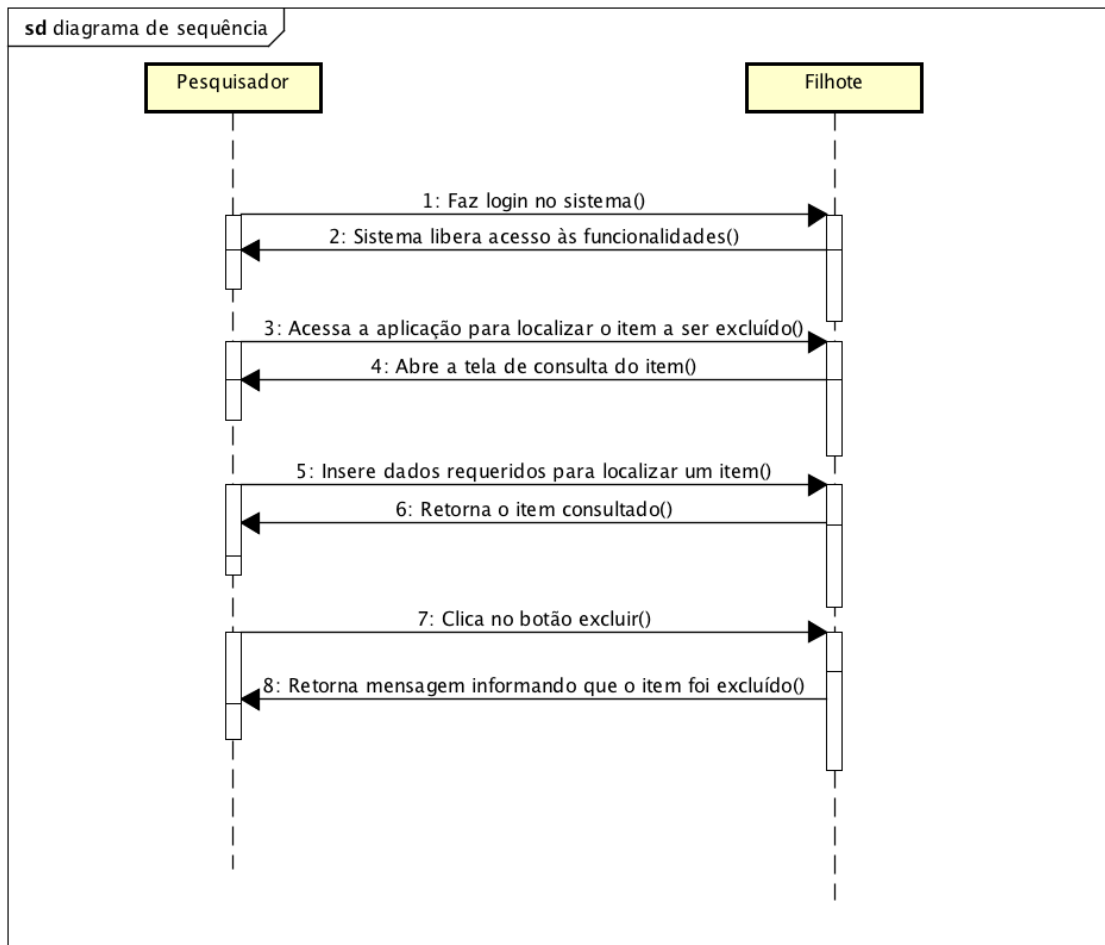 sd diagrama de sequência
Pesquisador
Filhote
1: Faz login no sistema()
2: Sistema libera acesso às funcionalidades()
3: Acessa a aplicação para localizar o item a ser excluído()
4: Abre a tela de consulta do item()
5: Insere dados requeridos para localizar um item()
6: Retorna o item consultado()
7: Clica no botão excluir()
8: Retorna mensagem informando que o item foi excluído()